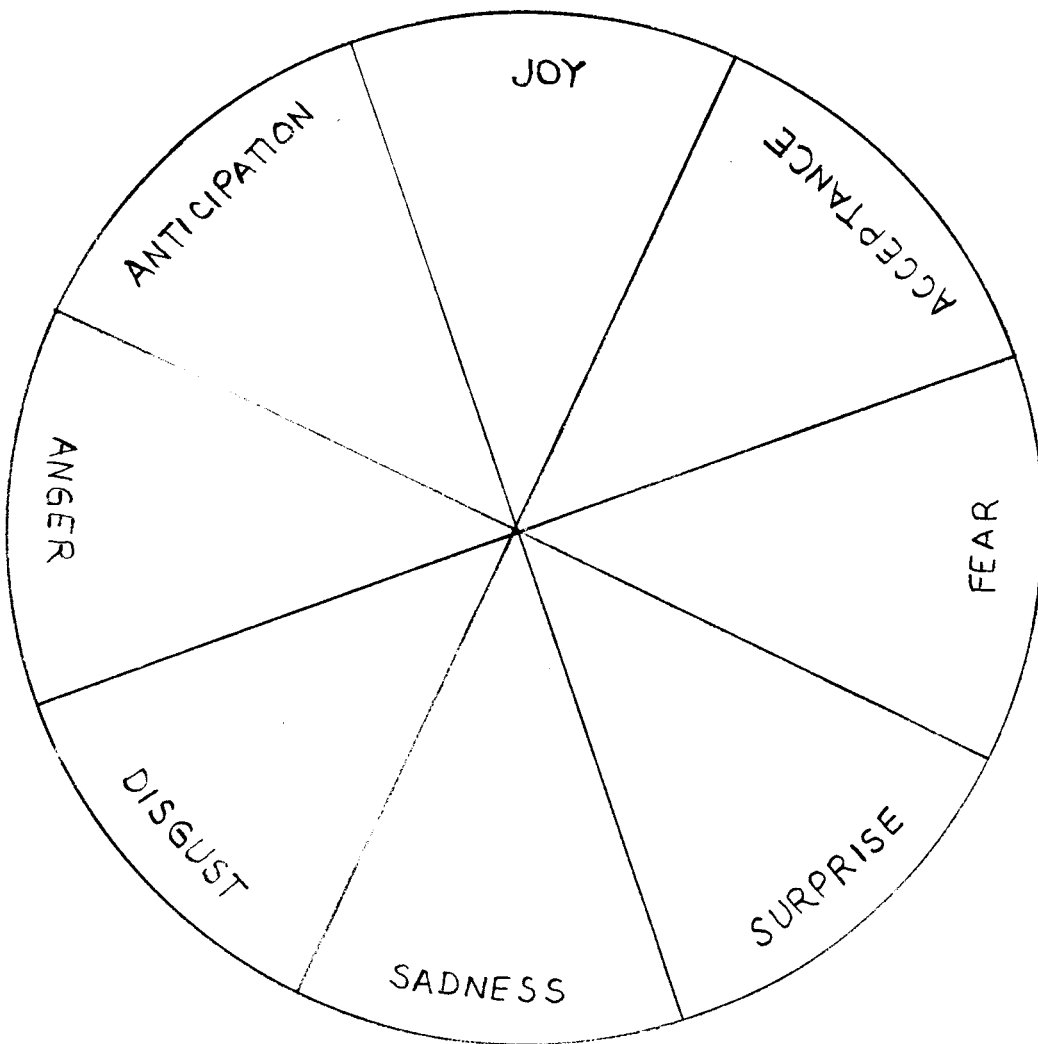 JOY
ACCEPTANCE
FEAR
SURPRISE
SADNESS
DISGUST
ANGER
ANTICIPATION